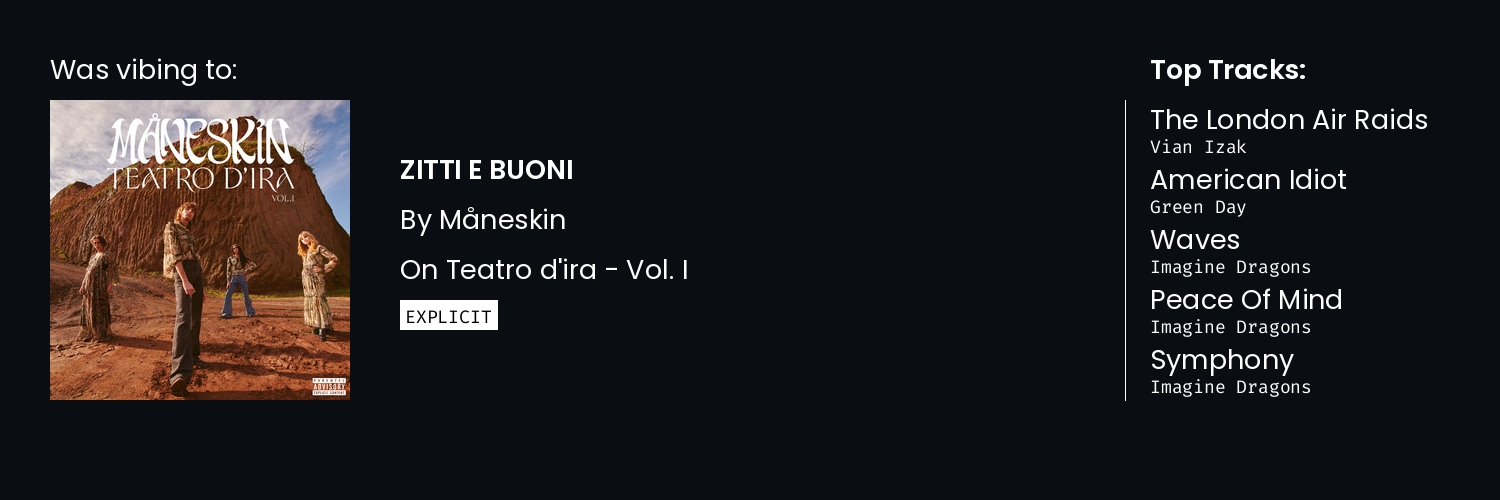 Was vibing to:
MÅNESKIN
TEATRO D'IRA
VOL.I
PARENTAL
ADVISORY
EXPLICIT CONTENT
ZITTI E BUONI
By Måneskin
On Teatro d'ira - Vol. I
EXPLICIT
Top Tracks:
The London Air Raids
Vian Izak
American Idiot
Green Day
Waves
Imagine Dragons
Peace Of Mind
Imagine Dragons
Symphony
Imagine Dragons